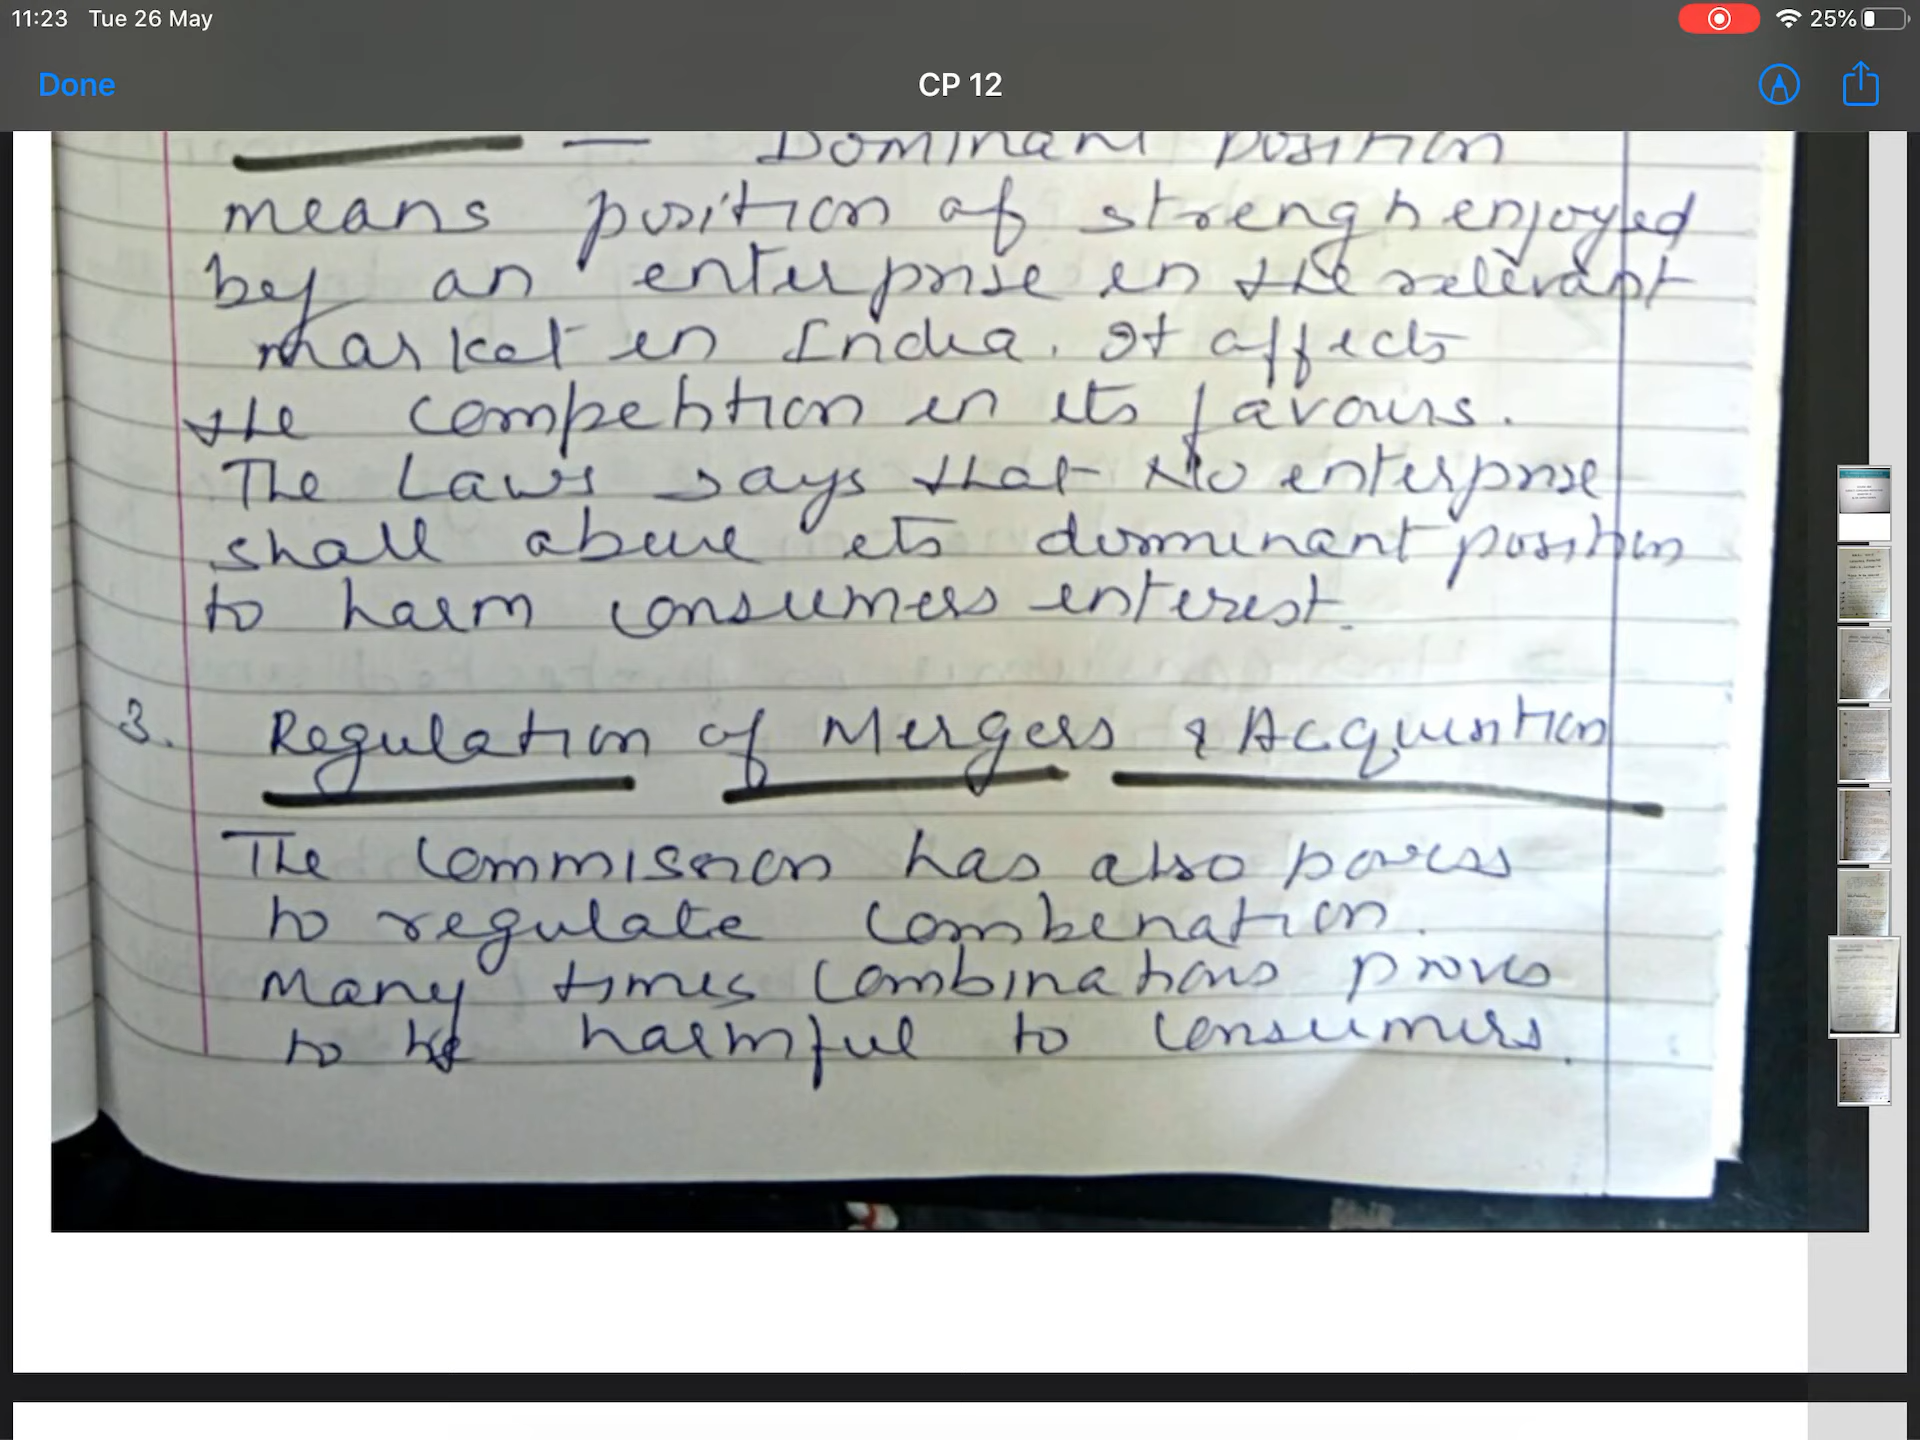 11:23 Tue 26 May 25%
Done CP 12
— Dominant position
means position of strengh enjoyed
by an enterprise in the relevant
market in India. It affects
the competition in its favours.
The Laws says that No enterprise
shall abuse its dominant position
to harm consumers interest.
3. Regulation of Mergers & Acquisition
The Commission has also powers
to regulate combination.
Many times combinations proves
to be harmful to consumers.